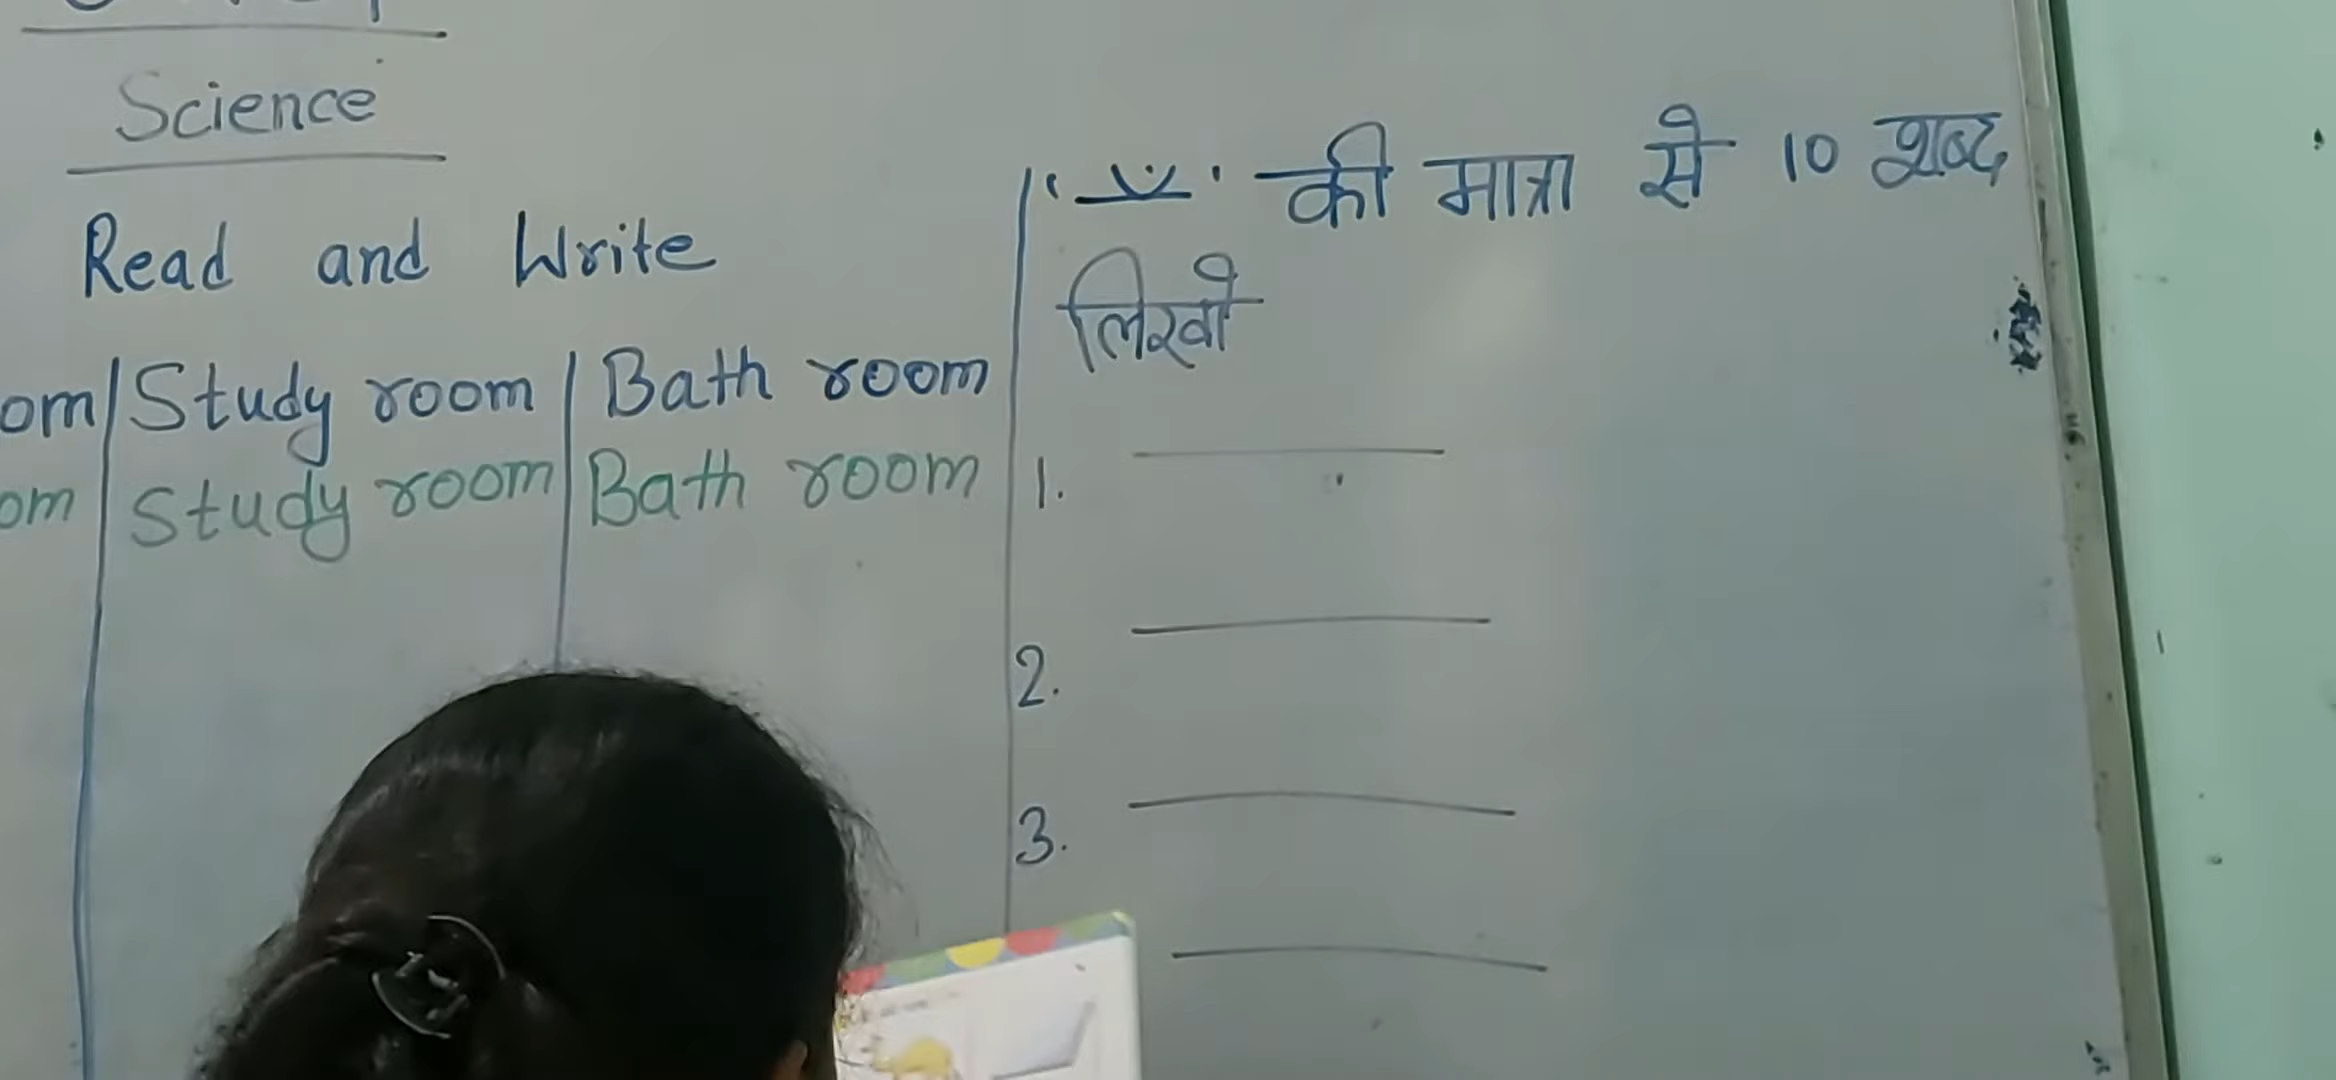 Science
Read and Write
om | Study room | Bath room
om | Study room | Bath room
' ँ ' की मात्रा से 10 शब्द
लिखो
1.
2.
3.